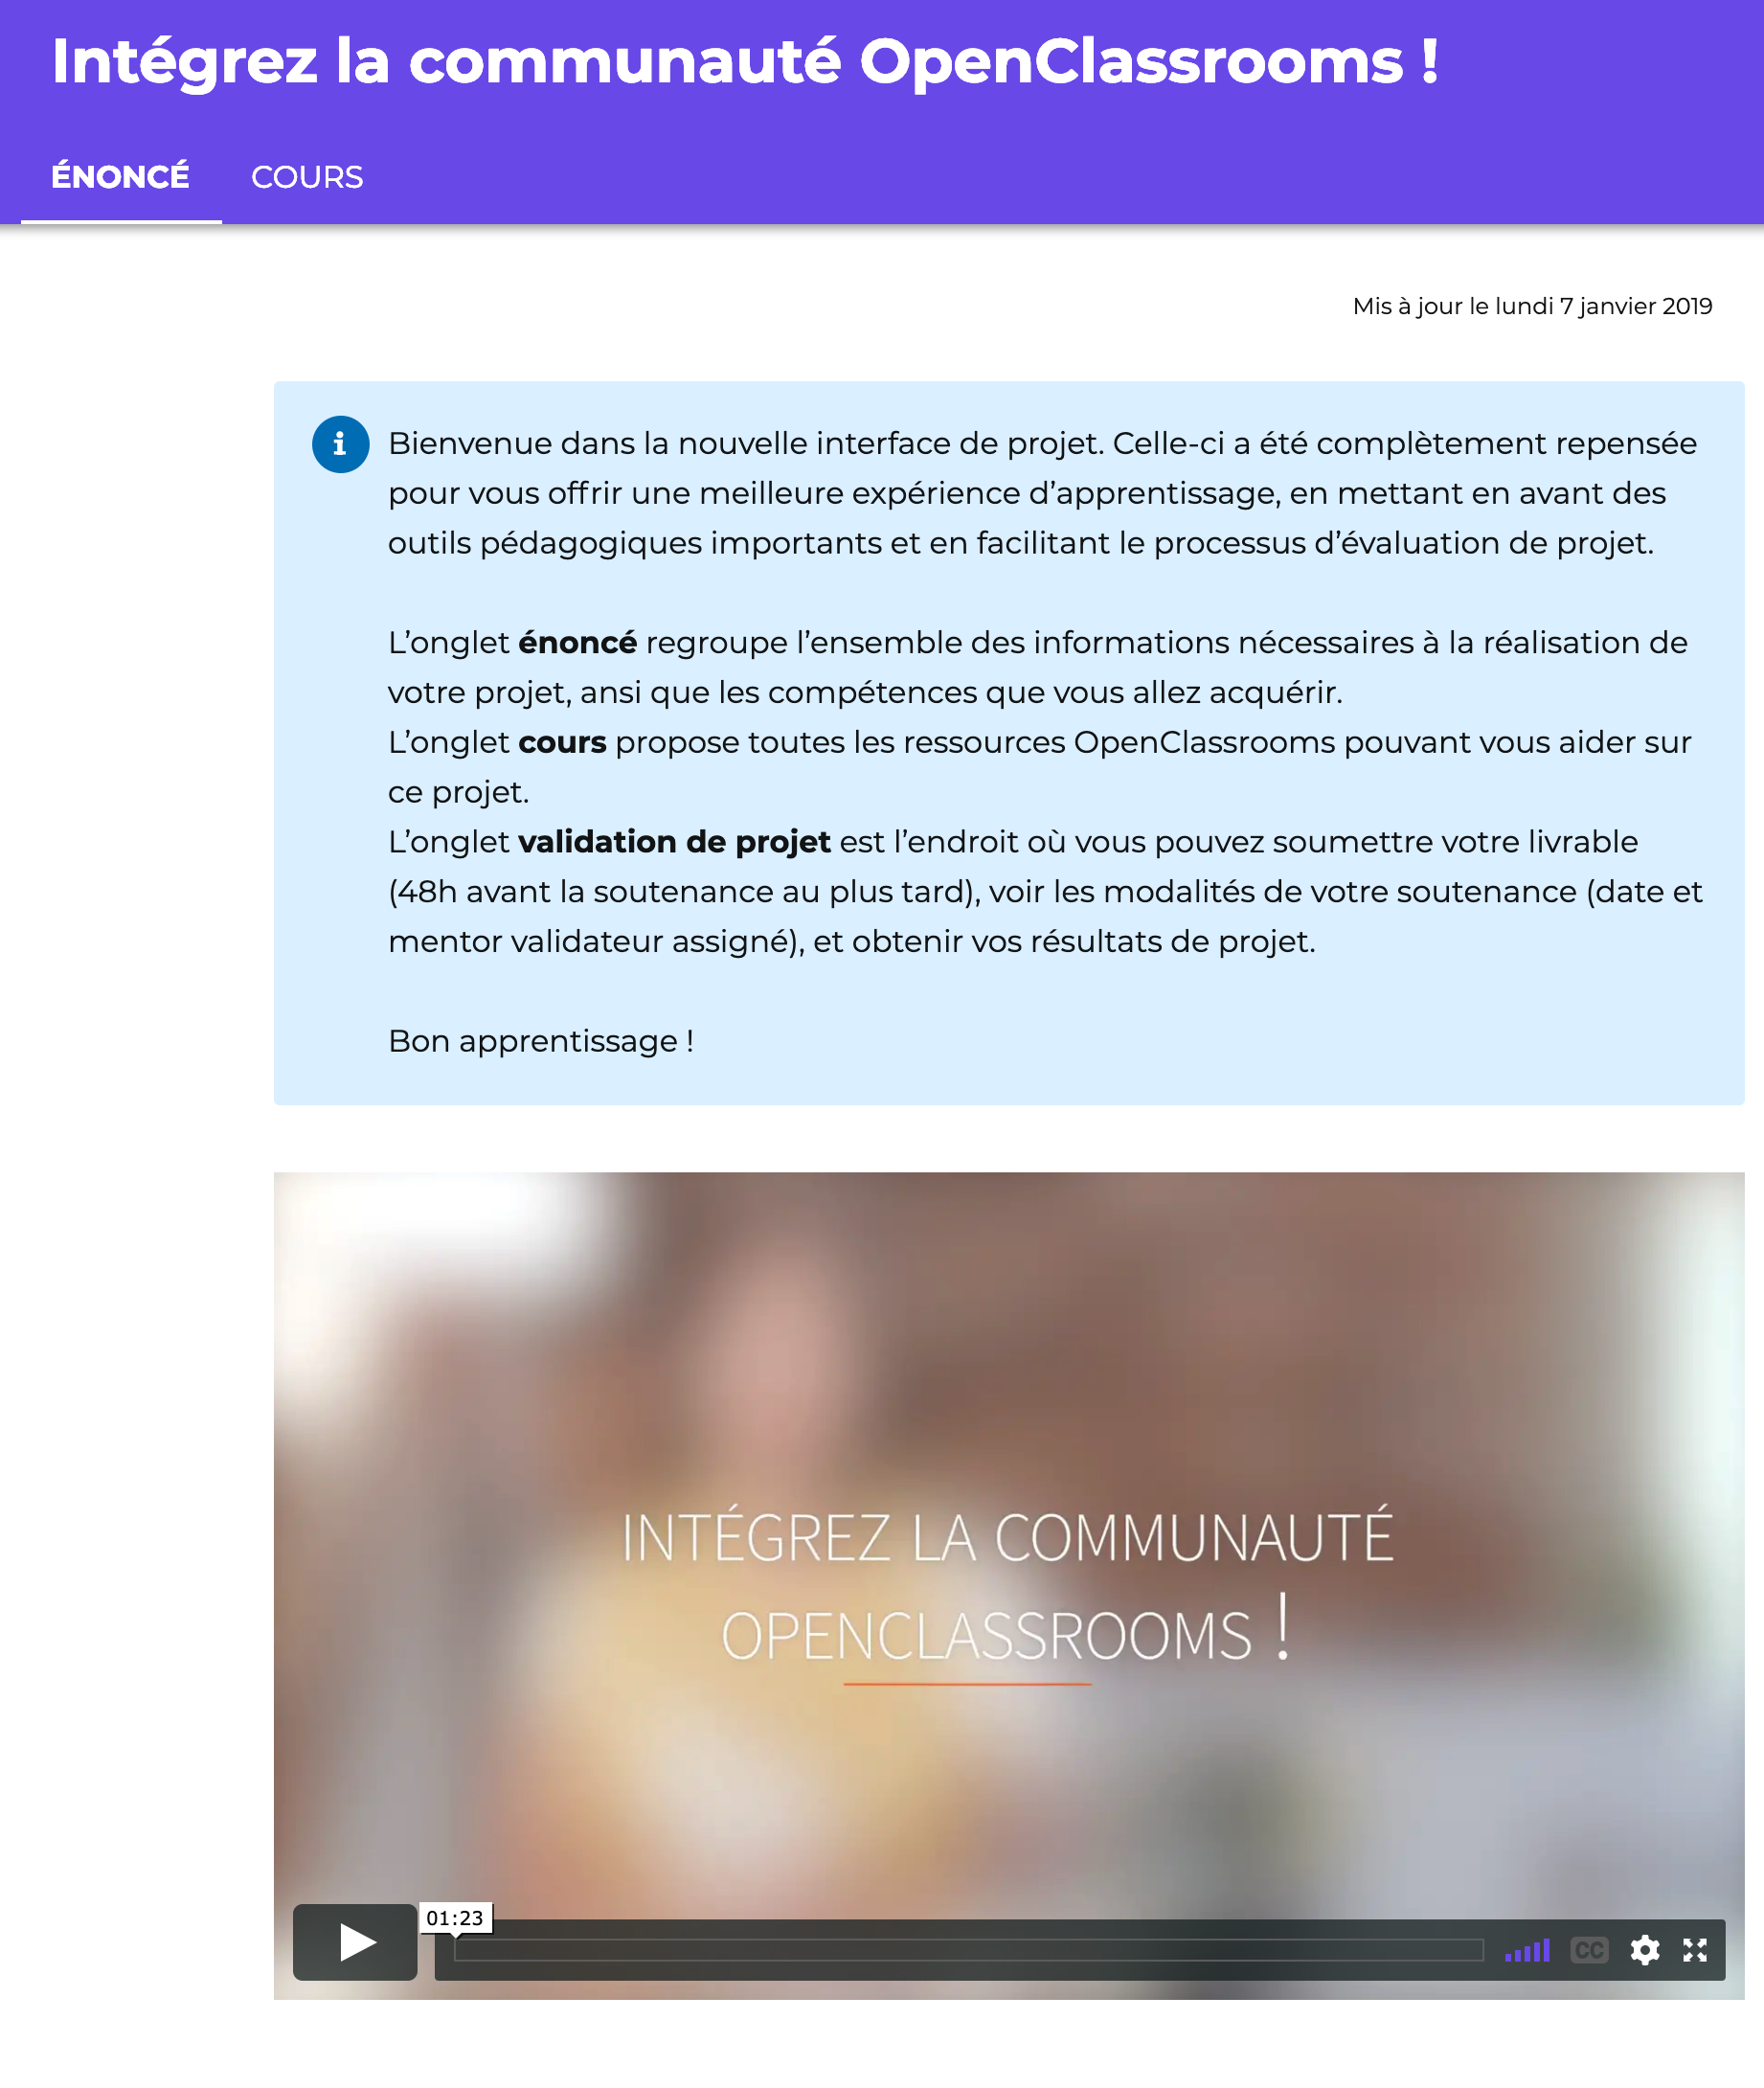 Intégrez la communauté OpenClassrooms !
ÉNONCÉ COURS
Mis à jour le lundi 7 janvier 2019
Bienvenue dans la nouvelle interface de projet. Celle-ci a été complètement repensée
pour vous offrir une meilleure expérience d’apprentissage, en mettant en avant des
outils pédagogiques importants et en facilitant le processus d’évaluation de projet.
L’onglet énoncé regroupe l’ensemble des informations nécessaires à la réalisation de
votre projet, ansi que les compétences que vous allez acquérir.
L’onglet cours propose toutes les ressources OpenClassrooms pouvant vous aider sur
ce projet.
L’onglet validation de projet est l’endroit où vous pouvez soumettre votre livrable
(48h avant la soutenance au plus tard), voir les modalités de votre soutenance (date et
mentor validateur assigné), et obtenir vos résultats de projet.
Bon apprentissage !
INTÉGREZ LA COMMUNAUTÉ
OPENCLASSROOMS !
01:23
CC